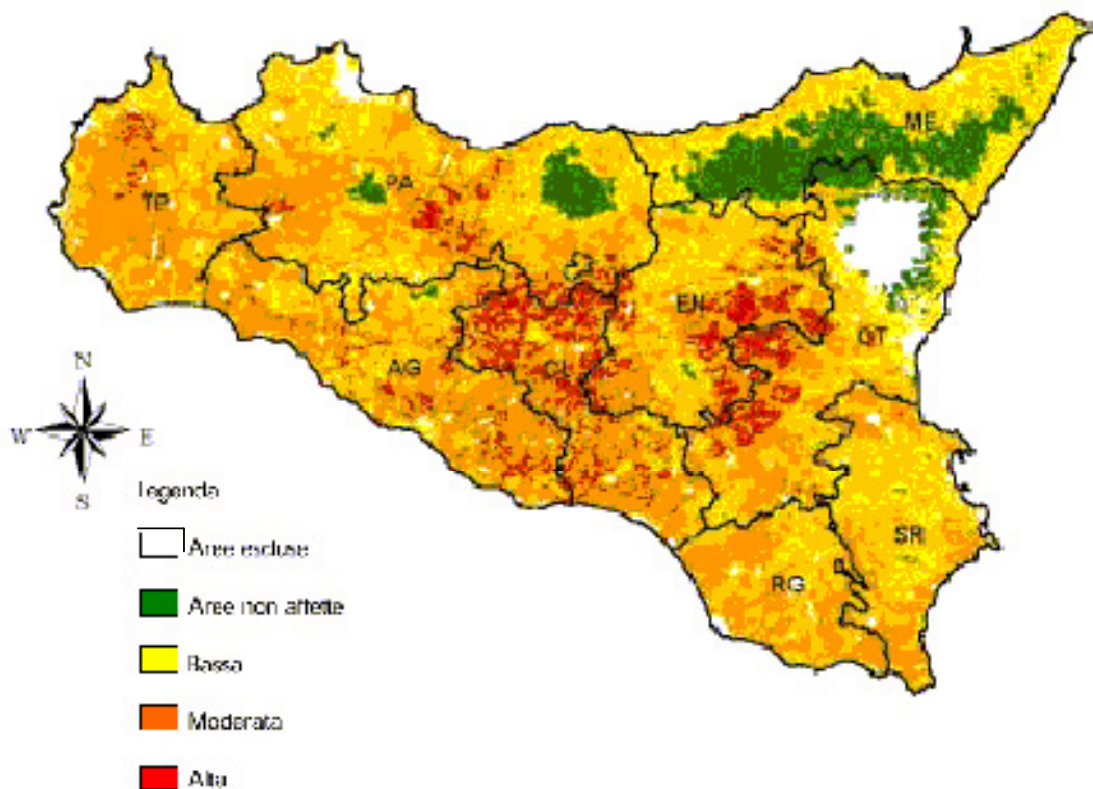 ME
PA
TP
EN
CT
AG
CL
N
W E
S
SR
RG
Legenda
Aree escluse
Aree non affette
Bassa
Moderata
Alta